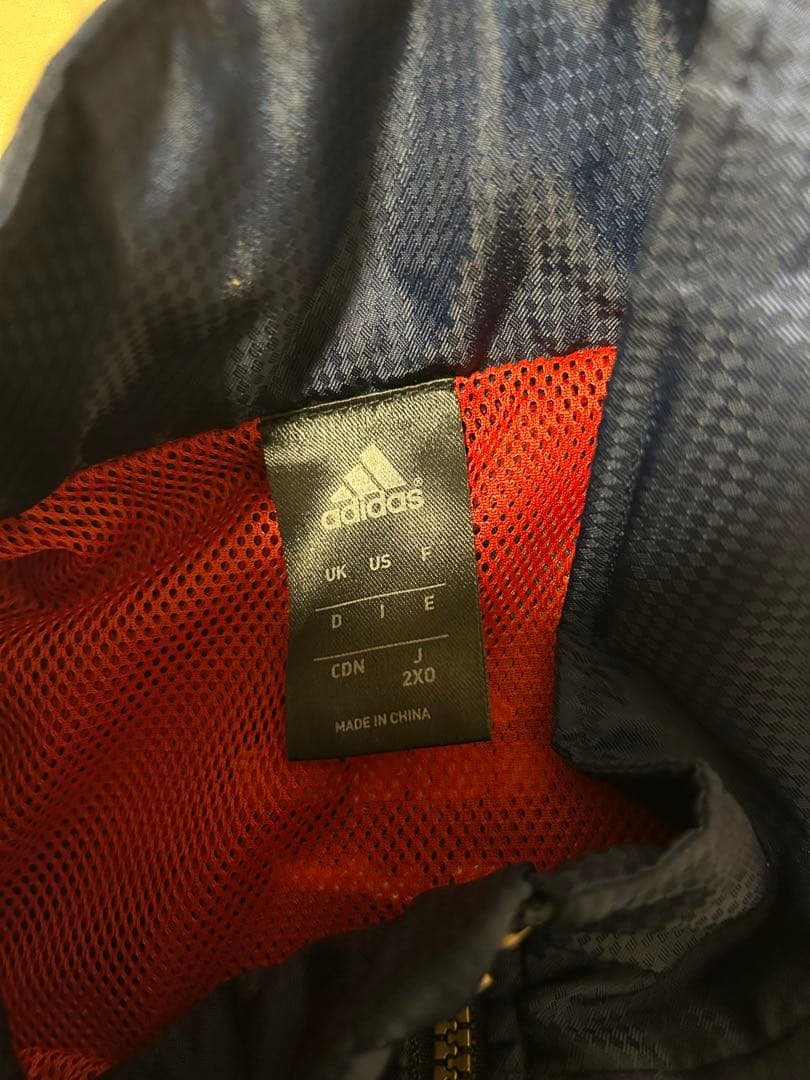 adidas®
UK US F
D I E
CDN J
2XO
MADE IN CHINA